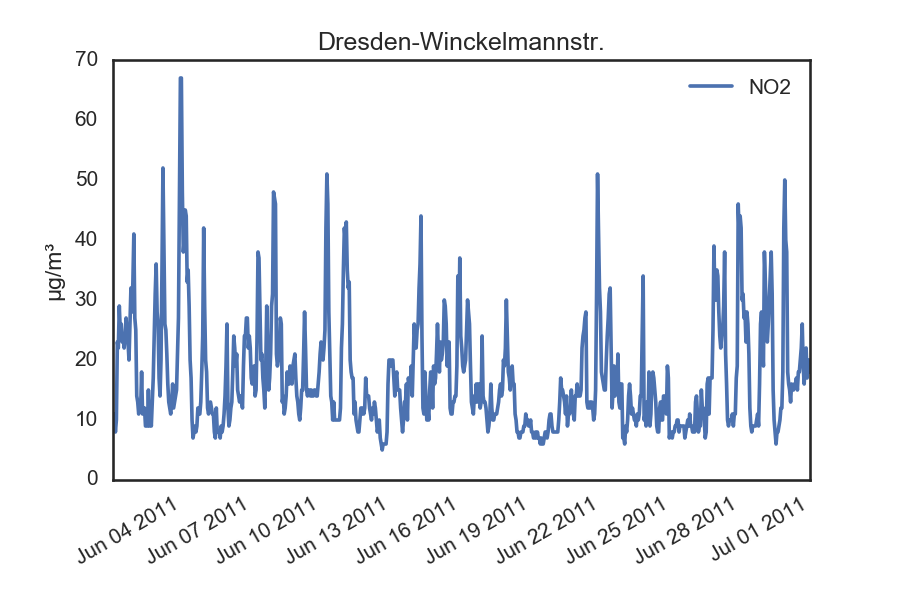 Dresden-Winckelmannstr.
70
60
50
40
30
20
10
0
µg/m³
NO2
Jun 04 2011
Jun 07 2011
Jun 10 2011
Jun 13 2011
Jun 16 2011
Jun 19 2011
Jun 22 2011
Jun 25 2011
Jun 28 2011
Jul 01 2011